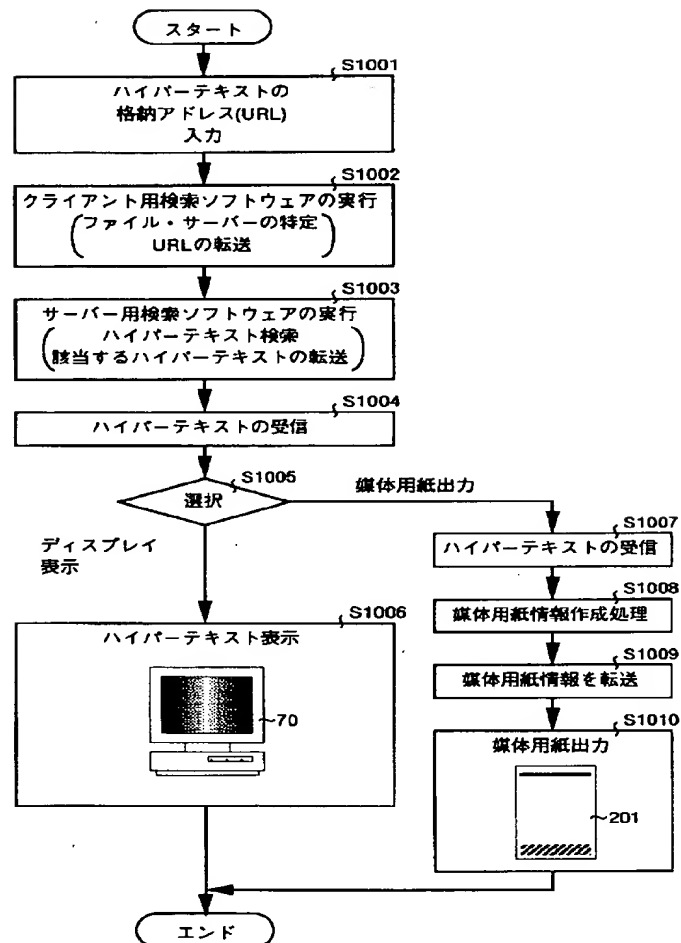 スタート
S1001
ハイパーテキストの
格納アドレス(URL)
入力
S1002
クライアント用検索ソフトウェアの実行
ファイル・サーバーの特定
URLの転送
S1003
サーバー用検索ソフトウェアの実行
ハイパーテキスト検索
該当するハイパーテキストの転送
S1004
ハイパーテキストの受信
S1005
選択
媒体用紙出力
ディスプレイ
表示
S1007
ハイパーテキストの受信
S1008
媒体用紙情報作成処理
S1009
媒体用紙情報を転送
S1006
ハイパーテキスト表示
70
S1010
媒体用紙出力
201
エンド